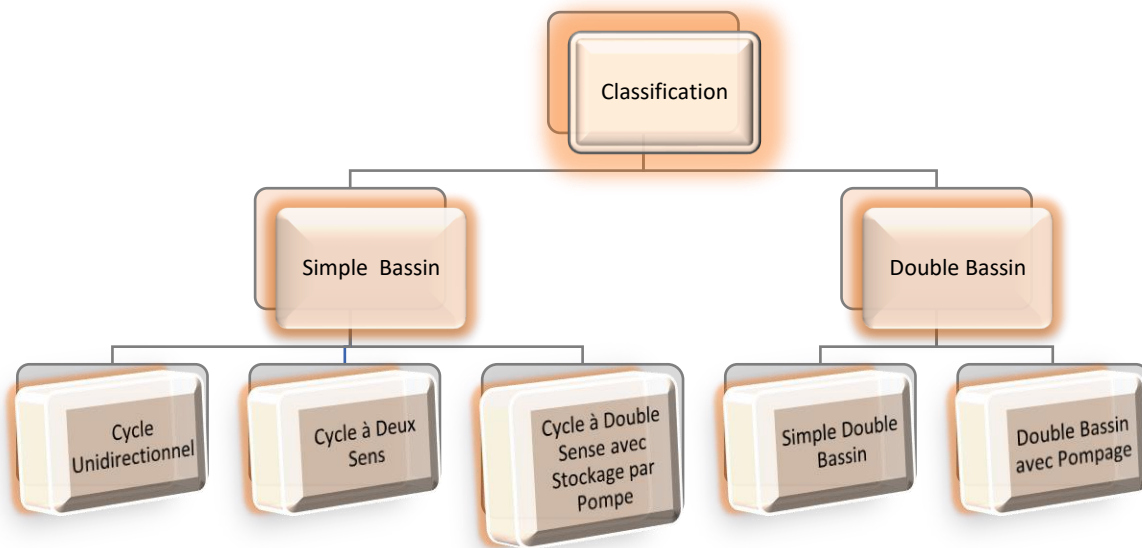 Classification
Simple Bassin
Double Bassin
Cycle
Unidirectionnel
Cycle à Deux
Sens
Cycle à Double
Sense avec
Stockage par
Pompe
Simple Double
Bassin
Double Bassin
avec Pompage